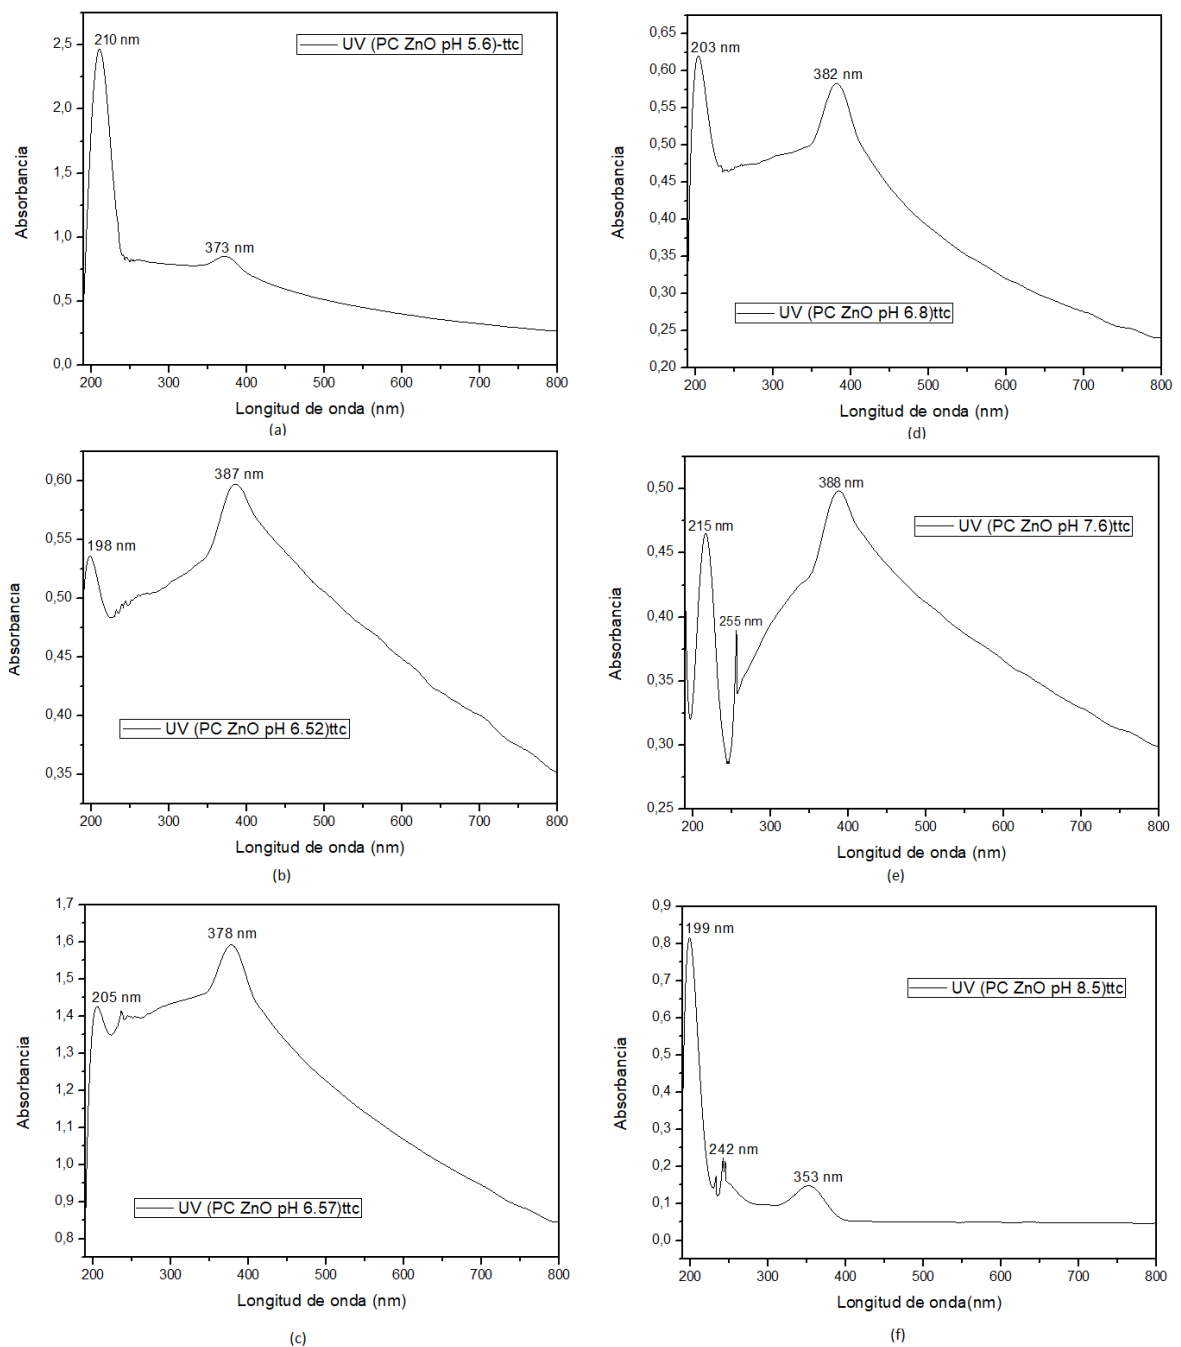 210 nm
UV (PC ZnO pH 5.6)-ttc
373 nm
Absorbancia
2,5
2,0
1,5
1,0
0,5
0,0
200 300 400 500 600 700 800
Longitud de onda (nm)
(a)
203 nm
382 nm
UV (PC ZnO pH 6.8)ttc
Absorbancia
0,65
0,60
0,55
0,50
0,45
0,40
0,35
0,30
0,25
0,20
200 300 400 500 600 700 800
Longitud de onda (nm)
(d)
387 nm
198 nm
UV (PC ZnO pH 6.52)ttc
Absorbancia
0,60
0,55
0,50
0,45
0,40
0,35
200 300 400 500 600 700 800
Longitud de onda (nm)
(b)
388 nm
215 nm
UV (PC ZnO pH 7.6)ttc
255 nm
Absorbancia
0,50
0,45
0,40
0,35
0,30
0,25
200 300 400 500 600 700 800
Longitud de onda (nm)
(e)
378 nm
205 nm
UV (PC ZnO pH 6.57)ttc
Absorbancia
1,7
1,6
1,5
1,4
1,3
1,2
1,1
1,0
0,9
0,8
200 300 400 500 600 700 800
Longitud de onda (nm)
(c)
199 nm
UV (PC ZnO pH 8.5)ttc
242 nm
353 nm
Absorbancia
0,9
0,8
0,7
0,6
0,5
0,4
0,3
0,2
0,1
0,0
200 300 400 500 600 700 800
Longitud de onda(nm)
(f)